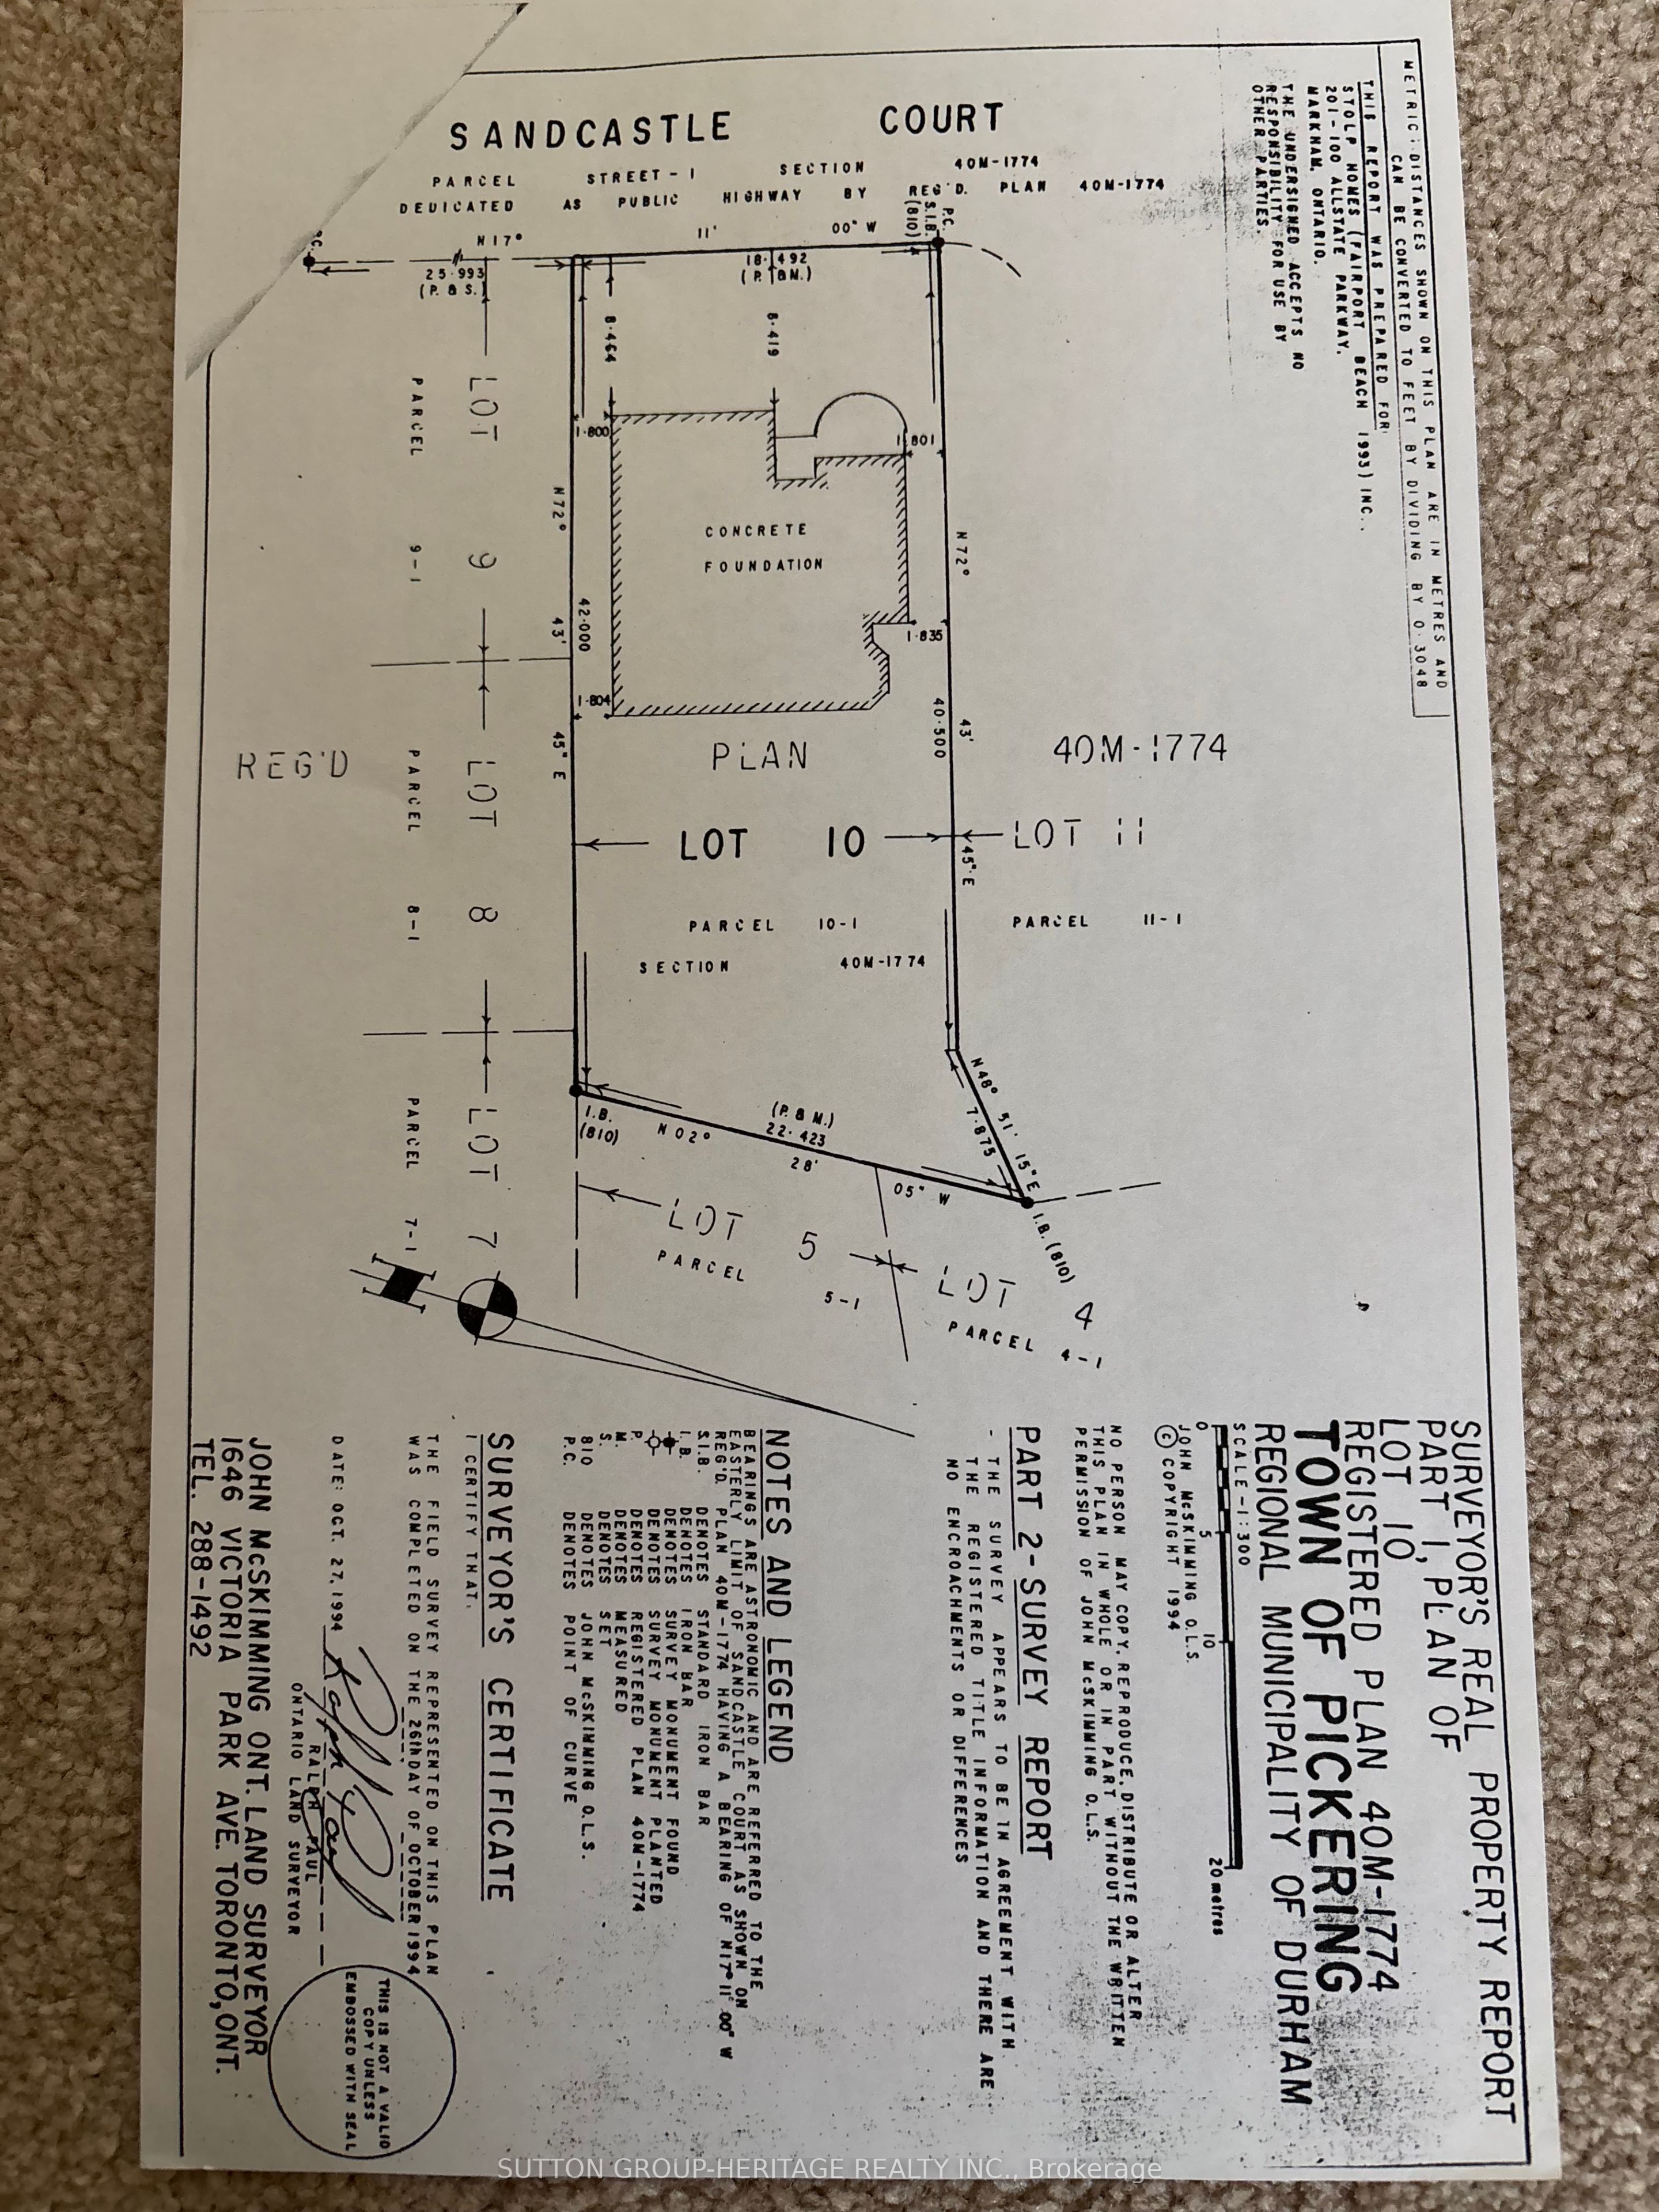 SURVEYOR'S REAL PROPERTY REPORT
PART 1, PLAN OF
LOT 10
REGISTERED PLAN 40M-1774
TOWN OF PICKERING
REGIONAL MUNICIPALITY OF DURHAM
SCALE-1:300
0 5 10 20 metres
JOHN McSKIMMING O.L.S.
© COPYRIGHT 1994
NO PERSON MAY COPY, REPRODUCE, DISTRIBUTE OR ALTER
THIS PLAN IN WHOLE OR IN PART WITHOUT THE WRITTEN
PERMISSION OF JOHN McSKIMMING O.L.S.
PART 2-SURVEY REPORT
- THE SURVEY APPEARS TO BE IN AGREEMENT WITH
THE REGISTERED TITLE INFORMATION AND THERE ARE
NO ENCROACHMENTS OR DIFFERENCES
NOTES AND LEGEND
BEARINGS ARE ASTRONOMIC AND ARE REFERRED TO THE
EASTERLY LIMIT OF SANDCASTLE COURT AS SHOWN ON
REG'D. PLAN 40M-1774 HAVING A BEARING OF N17° 11' 00" W
S.I.B. DENOTES STANDARD IRON BAR
I.B. DENOTES IRON BAR
DENOTES SURVEY MONUMENT FOUND
DENOTES SURVEY MONUMENT PLANTED
P. DENOTES REGISTERED PLAN 40M-1774
M. DENOTES MEASURED
S. DENOTES SET
810 DENOTES JOHN McSKIMMING O.L.S.
P.C. DENOTES POINT OF CURVE
SURVEYOR'S CERTIFICATE
I CERTIFY THAT.
THE FIELD SURVEY REPRESENTED ON THIS PLAN
WAS COMPLETED ON THE 26th DAY OF OCTOBER 1994
DATE: OCT. 27, 1994
Ralph Paul
RALPH PAUL
ONTARIO LAND SURVEYOR
JOHN McSKIMMING ONT. LAND SURVEYOR
1646 VICTORIA PARK AVE. TORONTO, ONT.
TEL. 288-1492
THIS IS NOT A VALID
COPY UNLESS
EMBOSSED WITH SEAL
METRIC: DISTANCES SHOWN ON THIS PLAN ARE IN METRES AND
CAN BE CONVERTED TO FEET BY DIVIDING BY 0.3048
THIS REPORT WAS PREPARED FOR:
STOLP HOMES (FAIRPORT BEACH 1993) INC.,
201-100 ALLSTATE PARKWAY.
MARKHAM, ONTARIO.
THE UNDERSIGNED ACCEPTS NO
RESPONSIBILITY FOR USE BY
OTHER PARTIES.
SANDCASTLE COURT
PARCEL STREET-1 SECTION 40M-1774
DEDICATED AS PUBLIC HIGHWAY BY REG'D. PLAN 40M-1774
P.C.
S.I.B.
(810)
N17° 11' 00" W
25.993
(P. & S.)
18.492
(P. & M.)
8.464
8.419
1.800
1.801
CONCRETE
FOUNDATION
1.835
1.804
N72° 43' 45" E
42.000
N72° 43' 45" E
40.500
LOT 9
PARCEL 9-1
LOT 8
PARCEL 8-1
LOT 7
PARCEL 7-1
REG'D PLAN 40M-1774
LOT 10
LOT 11
PARCEL 10-1
PARCEL 11-1
SECTION 40M-1774
N48° 51' 15" E
7.875
I.B.
(810)
(P. & M.)
22.423
N02° 28' 05" W
I.B. (810)
LOT 5
PARCEL 5-1
LOT 4
PARCEL 4-1
SUTTON GROUP-HERITAGE REALTY INC., Brokerage